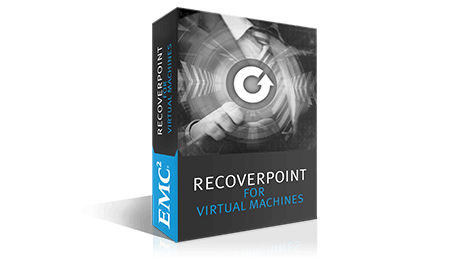 RECOVERPOINT
FOR
VIRTUAL MACHINES
EMC²
RECOVERPOINT
FOR
VIRTUAL MACHINES